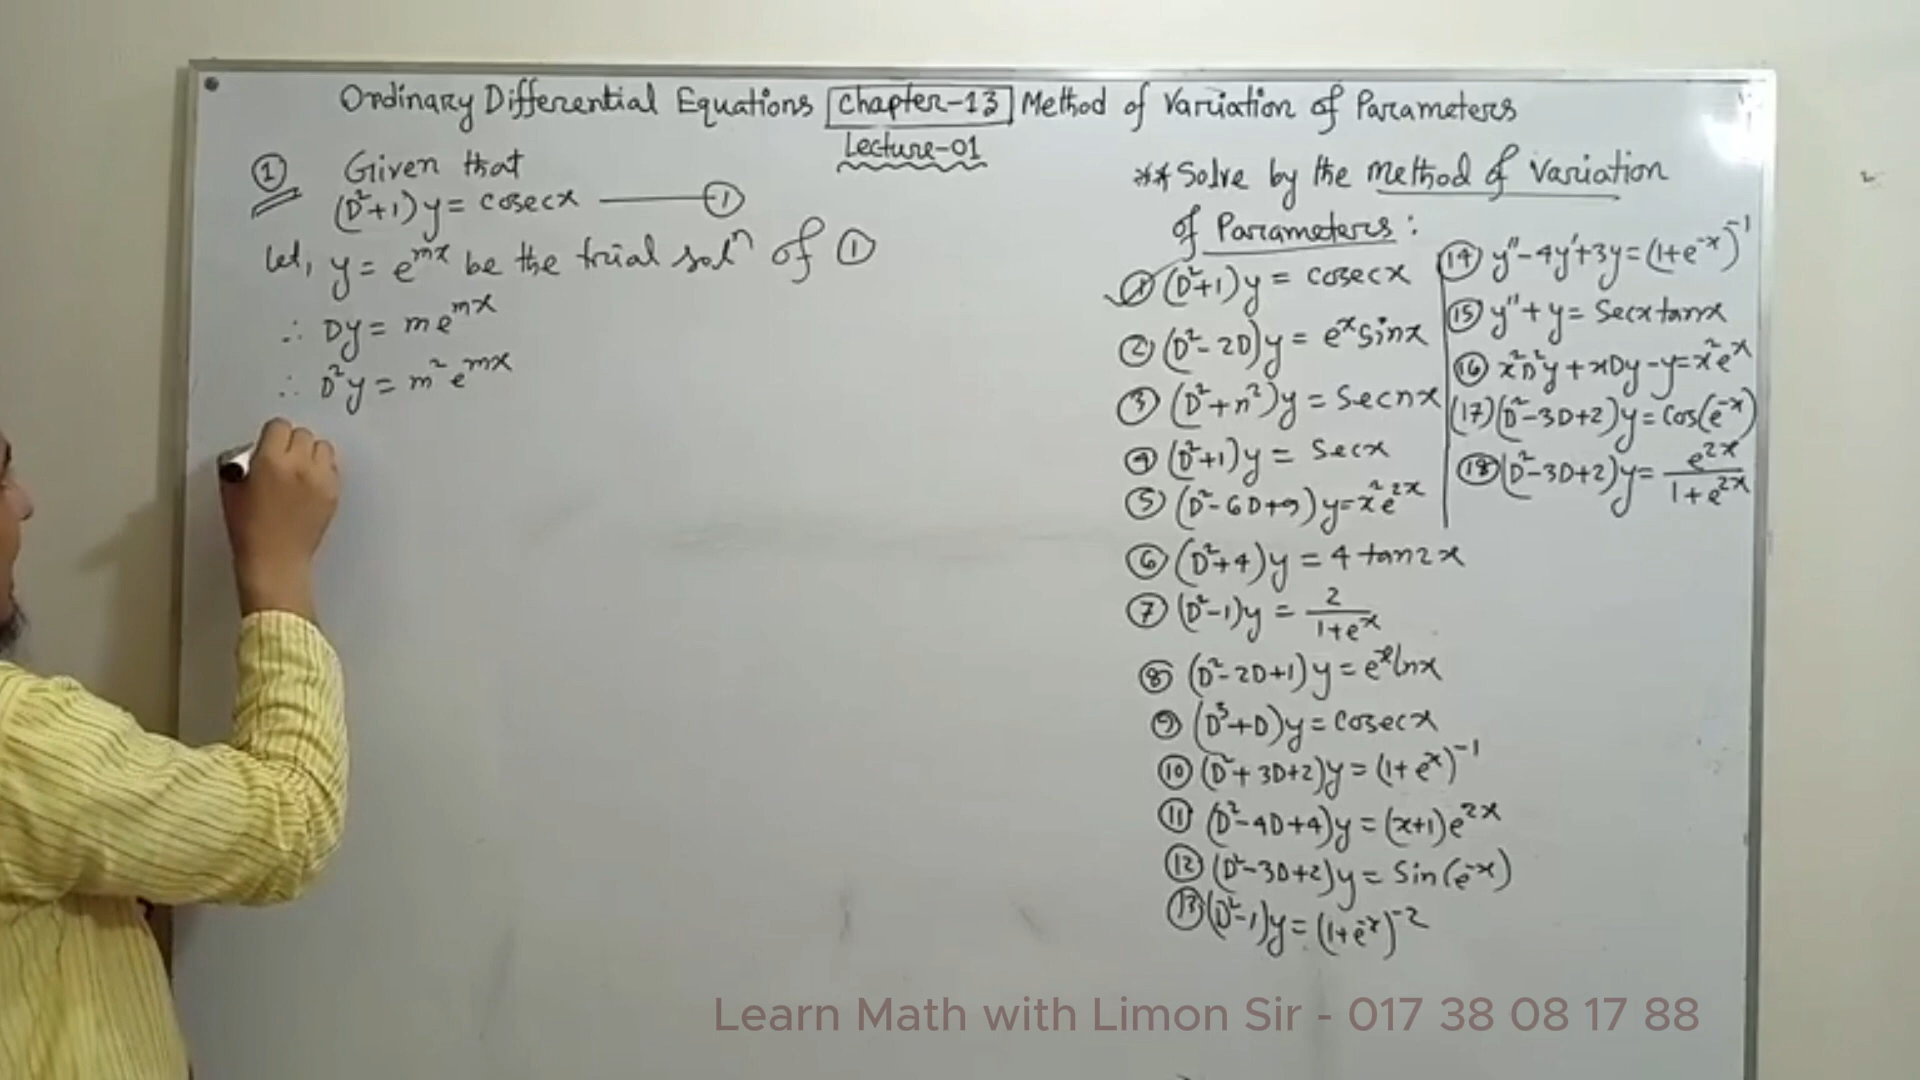 Ordinary Differential Equations Chapter-13 Method of Variation of Parameters
Lecture-01
① Given that
(D²+1)y = cosecx ——— ①
Let, y = e^{mx} be the trial solⁿ of ①
∴ Dy = me^{mx}
∴ D²y = m²e^{mx}
** Solve by the Method of Variation
of Parameters :
① (D²+1)y = cosecx
② (D²-2D)y = e^x sinx
③ (D²+n²)y = Secnx
④ (D²+1)y = Secx
⑤ (D²-6D+9)y = x²e^{2x}
⑥ (D²+4)y = 4 tan2x
⑦ (D²-1)y = 2/(1+e^x)
⑧ (D²-2D+1)y = e^x lnx
⑨ (D³+D)y = cosecx
⑩ (D²+3D+2)y = (1+e^x)^{-1}
⑪ (D²-4D+4)y = (x+1)e^{2x}
⑫ (D²-3D+2)y = Sin(e^{-x})
⑬ (D²-1)y = (1+e^{-x})^{-2}
⑭ y''-4y'+3y = (1+e^{-x})^{-1}
⑮ y''+y = Secxtanx
⑯ x²D²y+xDy-y = x²e^x
(17) (D²-3D+2)y = Cos(e^{-x})
⑱ (D²-3D+2)y = e^{2x}/(1+e^{2x})
Learn Math with Limon Sir - 017 38 08 17 88